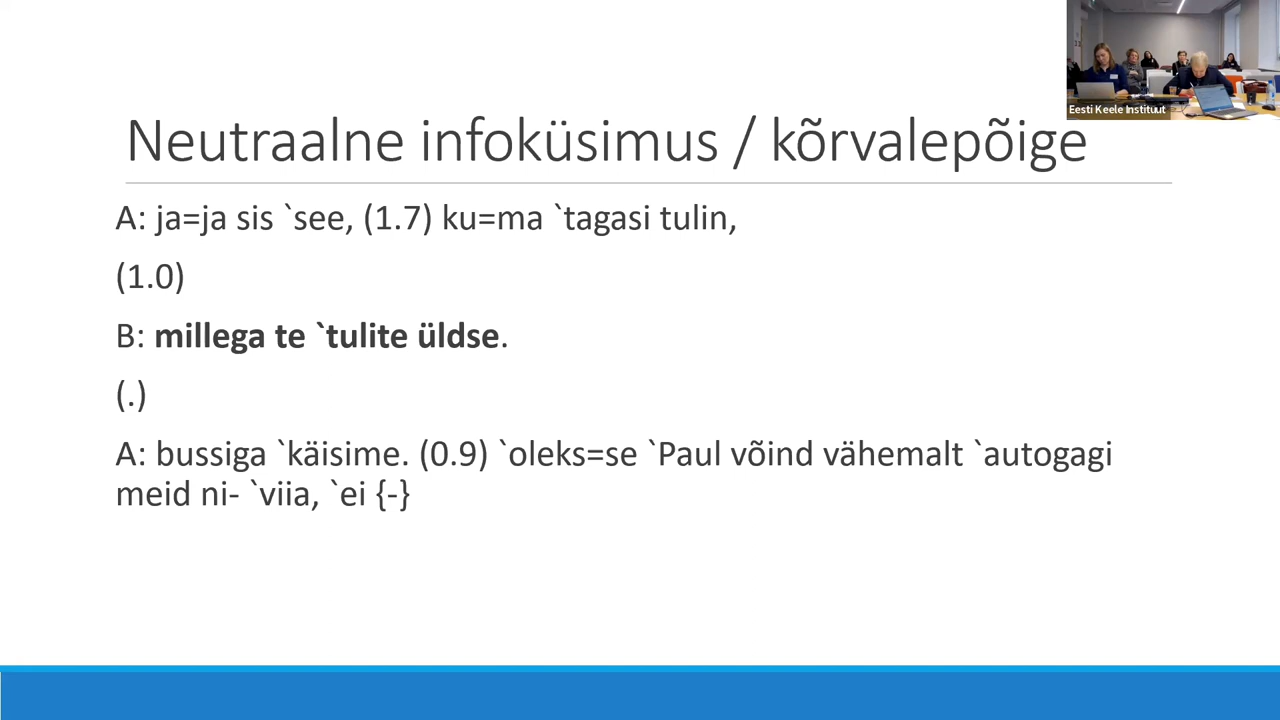 Eesti Keele Instituut
Neutraalne infoküsimus / kõrvalepõige
A: ja=ja sis `see, (1.7) ku=ma `tagasi tulin,
(1.0)
B: millega te `tulite üldse.
(.)
A: bussiga `käisime. (0.9) `oleks=se `Paul võind vähemalt `autogagi
meid ni- `viia, `ei {-}